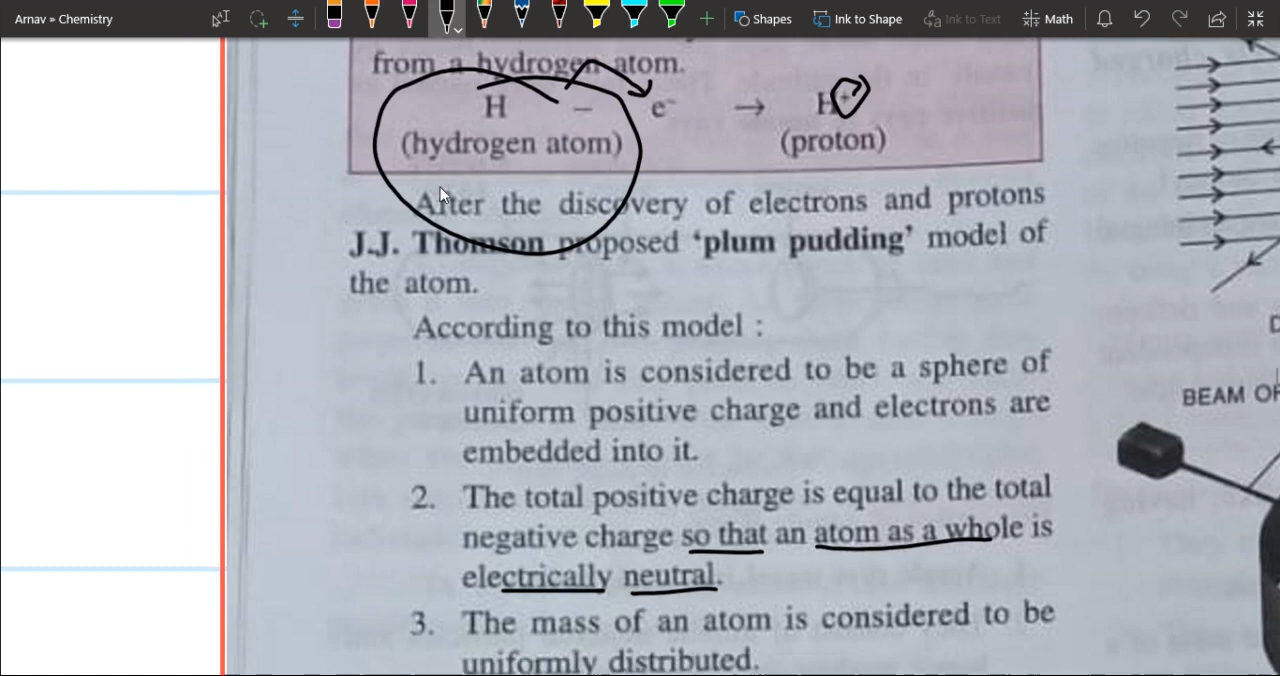 Arnav » Chemistry
Shapes
Ink to Shape
Ink to Text
Math
from a hydrogen atom.
H – e⁻ → H⁺
(hydrogen atom) (proton)
After the discovery of electrons and protons
J.J. Thomson proposed ‘plum pudding’ model of
the atom.
According to this model :
1. An atom is considered to be a sphere of
uniform positive charge and electrons are
embedded into it.
2. The total positive charge is equal to the total
negative charge so that an atom as a whole is
electrically neutral.
3. The mass of an atom is considered to be
uniformly distributed.
BEAM OF